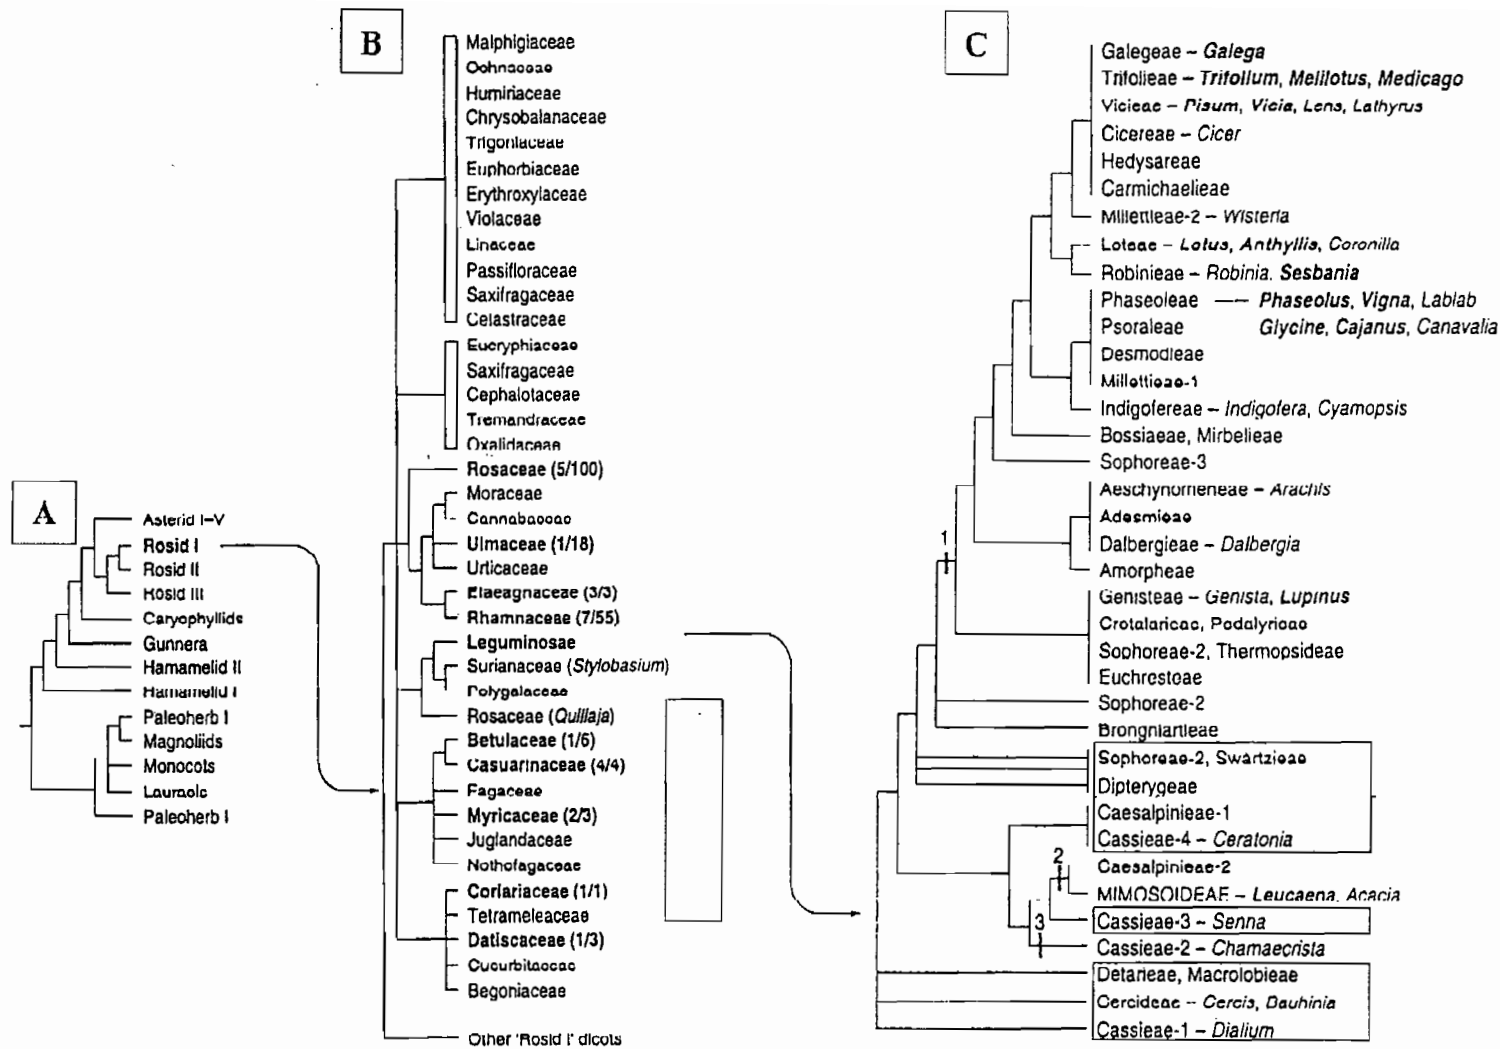 A
Asterid I–V
Rosid I
Rosid II
Rosid III
Caryophyllids
Gunnera
Hamamelid II
Hamamelid I
Paleoherb I
Magnoliids
Monocots
Paleoherb I
B
Malphigiaceae
Ochnaceae
Humiriaceae
Chrysobalanaceae
Trigoniaceae
Euphorbiaceae
Erythroxylaceae
Violaceae
Linaceae
Passifloraceae
Saxifragaceae
Celastraceae
Eucryphiaceae
Saxifragaceae
Cephalotaceae
Tremandraceae
Oxalidaceae
Rosaceae (5/100)
Moraceae
Cannabaceae
Ulmaceae (1/18)
Urticaceae
Elaeagnaceae (3/3)
Rhamnaceae (7/55)
Leguminosae
Surianaceae (Stylobasium)
Polygalaceae
Rosaceae (Quillaja)
Betulaceae (1/6)
Casuarinaceae (4/4)
Fagaceae
Myricaceae (2/3)
Juglandaceae
Nothofagaceae
Coriariaceae (1/1)
Tetrameleaceae
Datiscaceae (1/3)
Cucurbitaceae
Begoniaceae
Other 'Rosid I' dicots
C
Galegeae – Galega
Trifolieae – Trifolium, Melilotus, Medicago
Vicieae – Pisum, Vicia, Lens, Lathyrus
Cicereae – Cicer
Hedysareae
Carmichaelieae
Millettieae-2 – Wisteria
Loteae – Lotus, Anthyllis, Coronilla
Robinieae – Robinia, Sesbania
Phaseoleae — Phaseolus, Vigna, Lablab
Psoraleae Glycine, Cajanus, Canavalia
Desmodieae
Millettieae-1
Indigofereae – Indigofera, Cyamopsis
Bossiaeae, Mirbelieae
Sophoreae-3
Aeschynomeneae – Arachis
Adesmieae
Dalbergieae – Dalbergia
Amorpheae
1
Genisteae – Genista, Lupinus
Crotalarieae, Podalyrieae
Sophoreae-2, Thermopsideae
Euchresteae
Sophoreae-2
Brongniartieae
Sophoreae-2, Swartzieae
Dipterygeae
Caesalpinieae-1
Cassieae-4 – Ceratonia
2
Caesalpinieae-2
MIMOSOIDEAE – Leucaena, Acacia
3
Cassieae-3 – Senna
Cassieae-2 – Chamaecrista
Detarieae, Macrolobieae
Cercideae – Cercis, Bauhinia
Cassieae-1 – Dialium